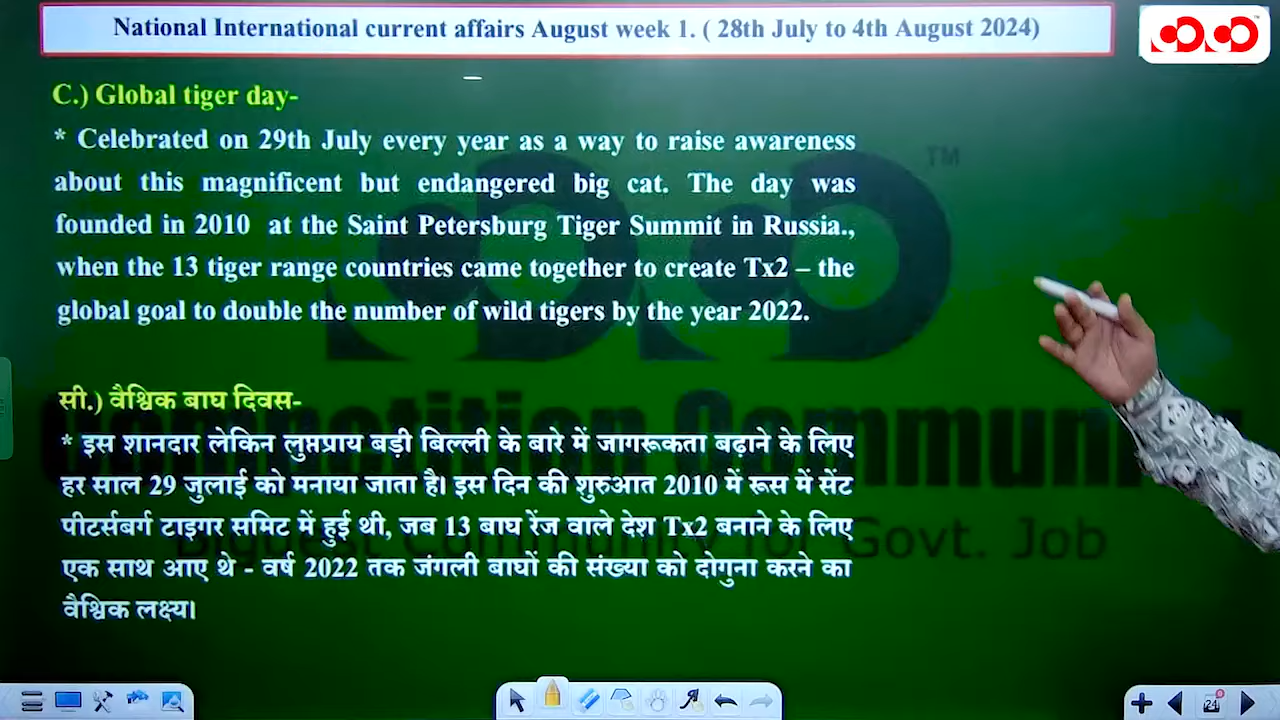 National International current affairs August week 1. ( 28th July to 4th August 2024)
C.) Global tiger day-
* Celebrated on 29th July every year as a way to raise awareness
about this magnificent but endangered big cat. The day was
founded in 2010 at the Saint Petersburg Tiger Summit in Russia.,
when the 13 tiger range countries came together to create Tx2 – the
global goal to double the number of wild tigers by the year 2022.
सी.) वैश्विक बाघ दिवस-
* इस शानदार लेकिन लुप्तप्राय बड़ी बिल्ली के बारे में जागरूकता बढ़ाने के लिए
हर साल 29 जुलाई को मनाया जाता है। इस दिन की शुरुआत 2010 में रूस में सेंट
पीटर्सबर्ग टाइगर समिट में हुई थी, जब 13 बाघ रेंज वाले देश Tx2 बनाने के लिए
एक साथ आए थे - वर्ष 2022 तक जंगली बाघों की संख्या को दोगुना करने का
वैश्विक लक्ष्य।
TM
Govt. Job
24